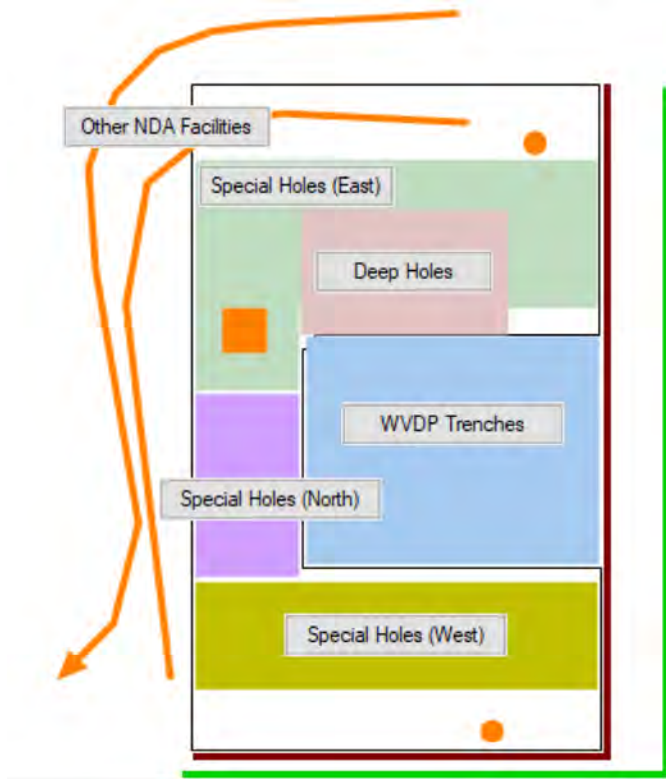 Other NDA Facilities
Special Holes (East)
Deep Holes
WVDP Trenches
Special Holes (North)
Special Holes (West)